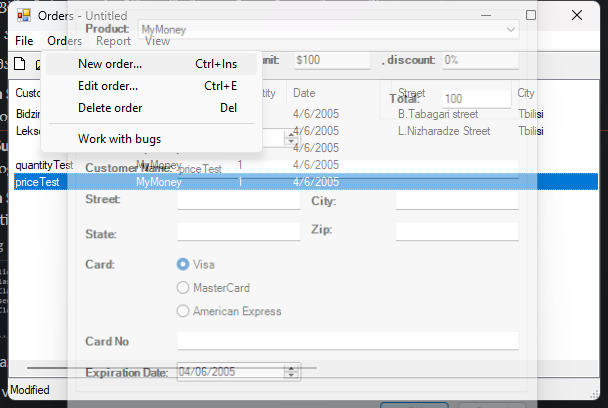 Orders - Untitled
Product: MyMoney
File Orders Report View
New order... Ctrl+Ins
unit: $100 , discount: 0%
Edit order... Ctrl+E
Delete order Del
Work with bugs
Total: 100
Date Street City
4/6/2005 B.Tabagari street Tbilisi
4/6/2005 L.Nizharadze Street Tbilisi
4/6/2005
quantityTest MyMoney 1 4/6/2005
Customer Name: priceTest
priceTest MyMoney 1 4/6/2005
Street: City:
State: Zip:
Card: Visa
MasterCard
American Express
Card No
Expiration Date: 04/06/2005
Modified